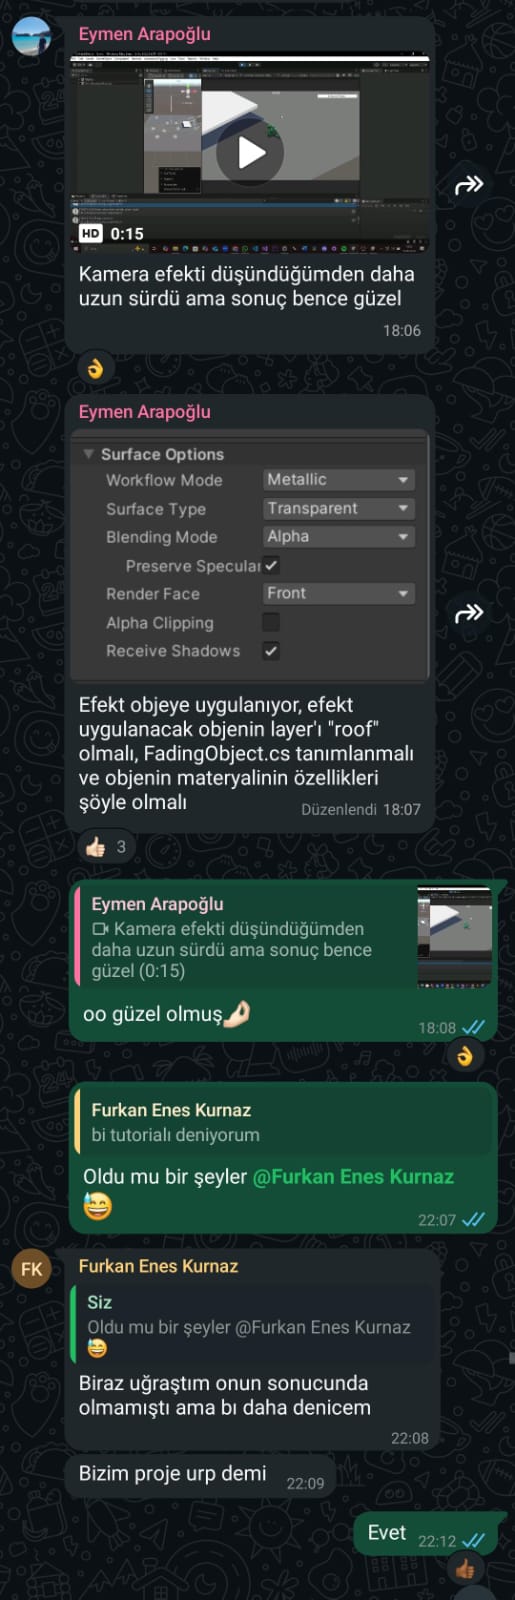 Eymen Arapoğlu
HD 0:15
Kamera efekti düşündüğümden daha
uzun sürdü ama sonuç bence güzel
18:06
Eymen Arapoğlu
Surface Options
Workflow Mode Metallic
Surface Type Transparent
Blending Mode Alpha
Preserve Specular
Render Face Front
Alpha Clipping
Receive Shadows
Efekt objeye uygulanıyor, efekt
uygulanacak objenin layer'ı "roof"
olmalı, FadingObject.cs tanımlanmalı
ve objenin materyalinin özellikleri
şöyle olmalı
Düzenlendi 18:07
3
Eymen Arapoğlu
Kamera efekti düşündüğümden
daha uzun sürdü ama sonuç bence
güzel (0:15)
oo güzel olmuş🤌🏻
18:08
Furkan Enes Kurnaz
bi tutorialı deniyorum
Oldu mu bir şeyler @Furkan Enes Kurnaz
😅
22:07
FK
Furkan Enes Kurnaz
Siz
Oldu mu bir şeyler @Furkan Enes Kurnaz
😅
Biraz uğraştım onun sonucunda
olmamıştı ama bı daha denicem
22:08
Bizim proje urp demi 22:09
Evet 22:12